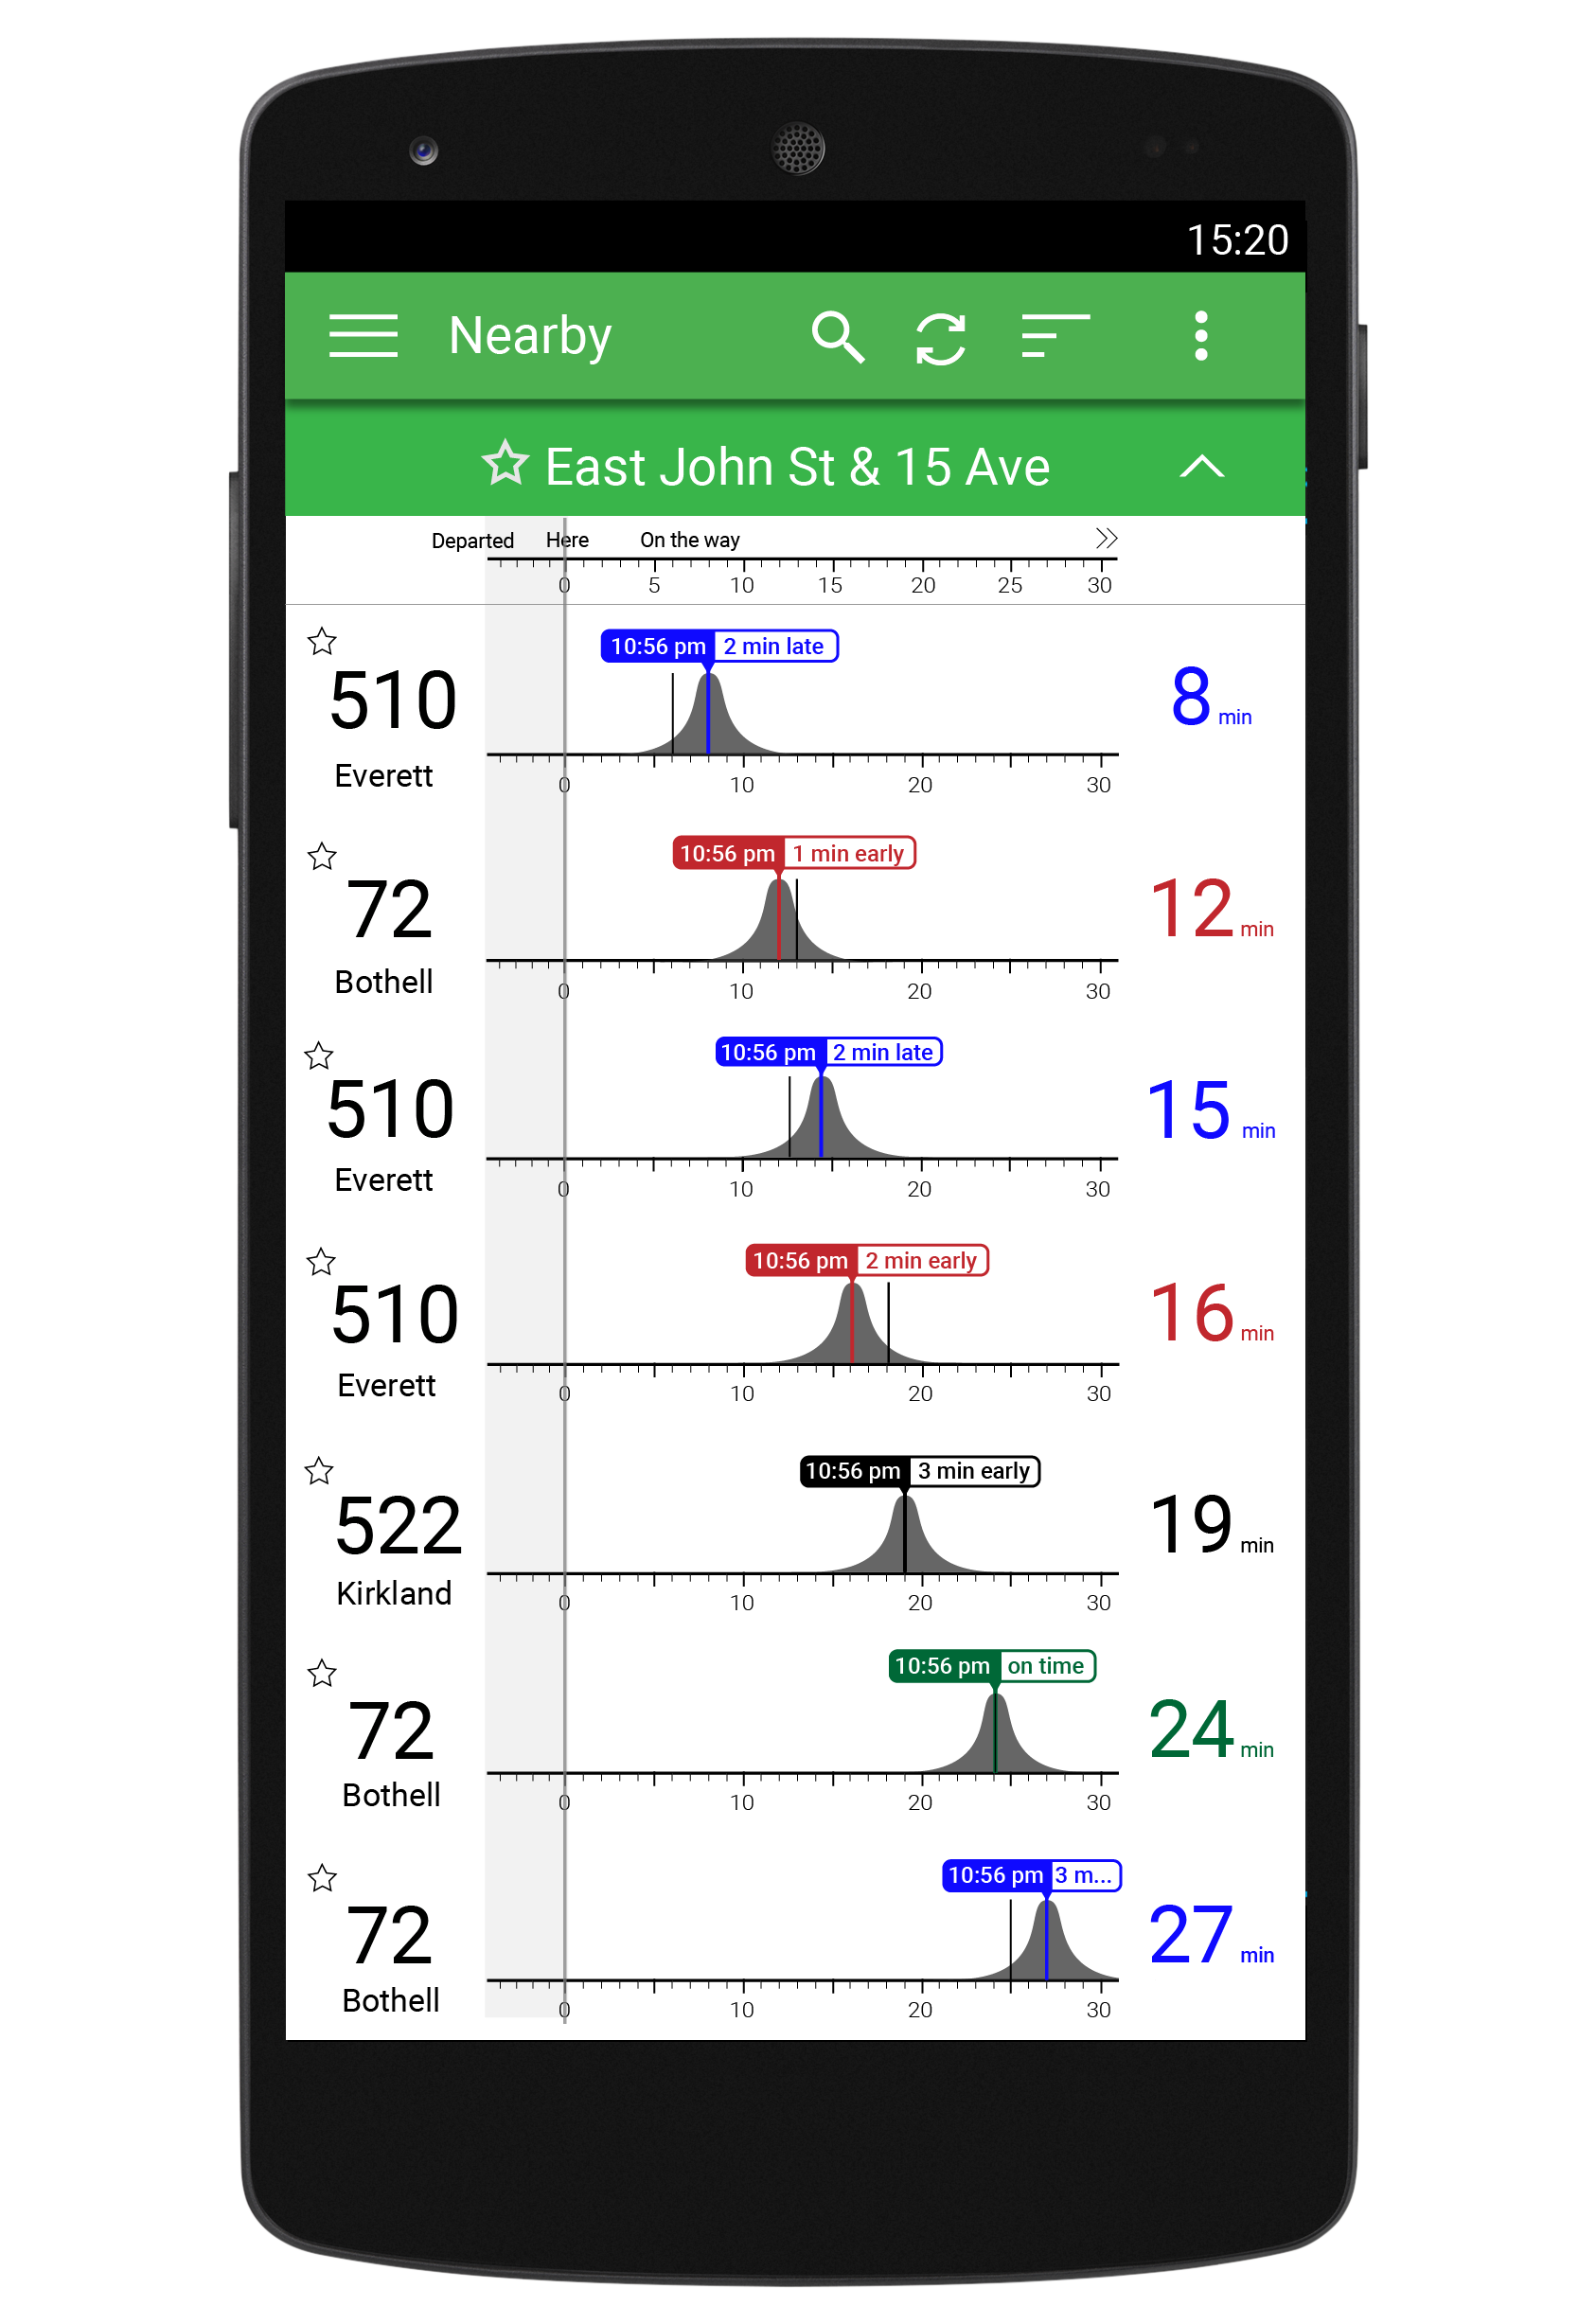 15:20
Nearby
East John St & 15 Ave
Departed Here On the way
0 5 10 15 20 25 30
10:56 pm 2 min late
510 8 min
Everett
0 10 20 30
10:56 pm 1 min early
72 12 min
Bothell
0 10 20 30
10:56 pm 2 min late
510 15 min
Everett
0 10 20 30
10:56 pm 2 min early
510 16 min
Everett
0 10 20 30
10:56 pm 3 min early
522 19 min
Kirkland
0 10 20 30
10:56 pm on time
72 24 min
Bothell
0 10 20 30
10:56 pm 3 m...
72 27 min
Bothell
0 10 20 30